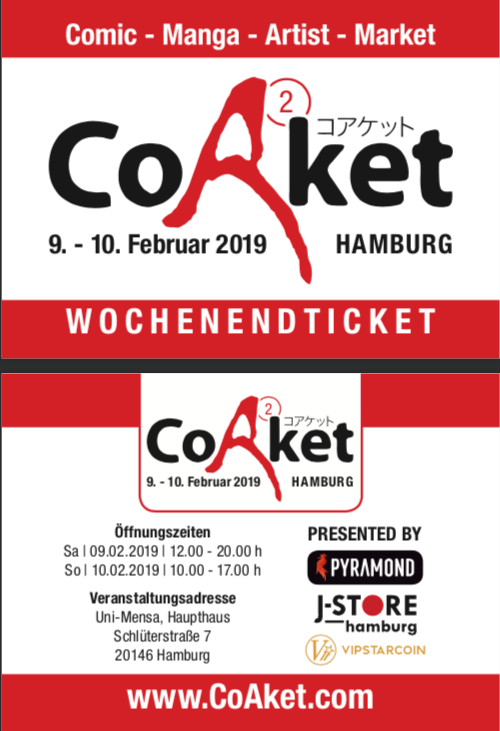 Comic - Manga - Artist - Market
CoAket
2
コアケット
9. - 10. Februar 2019 HAMBURG
WOCHENENDTICKET
CoAket
2
コアケット
9. - 10. Februar 2019 HAMBURG
Öffnungszeiten
Sa | 09.02.2019 | 12.00 - 20.00 h
So | 10.02.2019 | 10.00 - 17.00 h
Veranstaltungsadresse
Uni-Mensa, Haupthaus
Schlüterstraße 7
20146 Hamburg
PRESENTED BY
PYRAMOND
J-STORE
hamburg
VIPSTARCOIN
www.CoAket.com